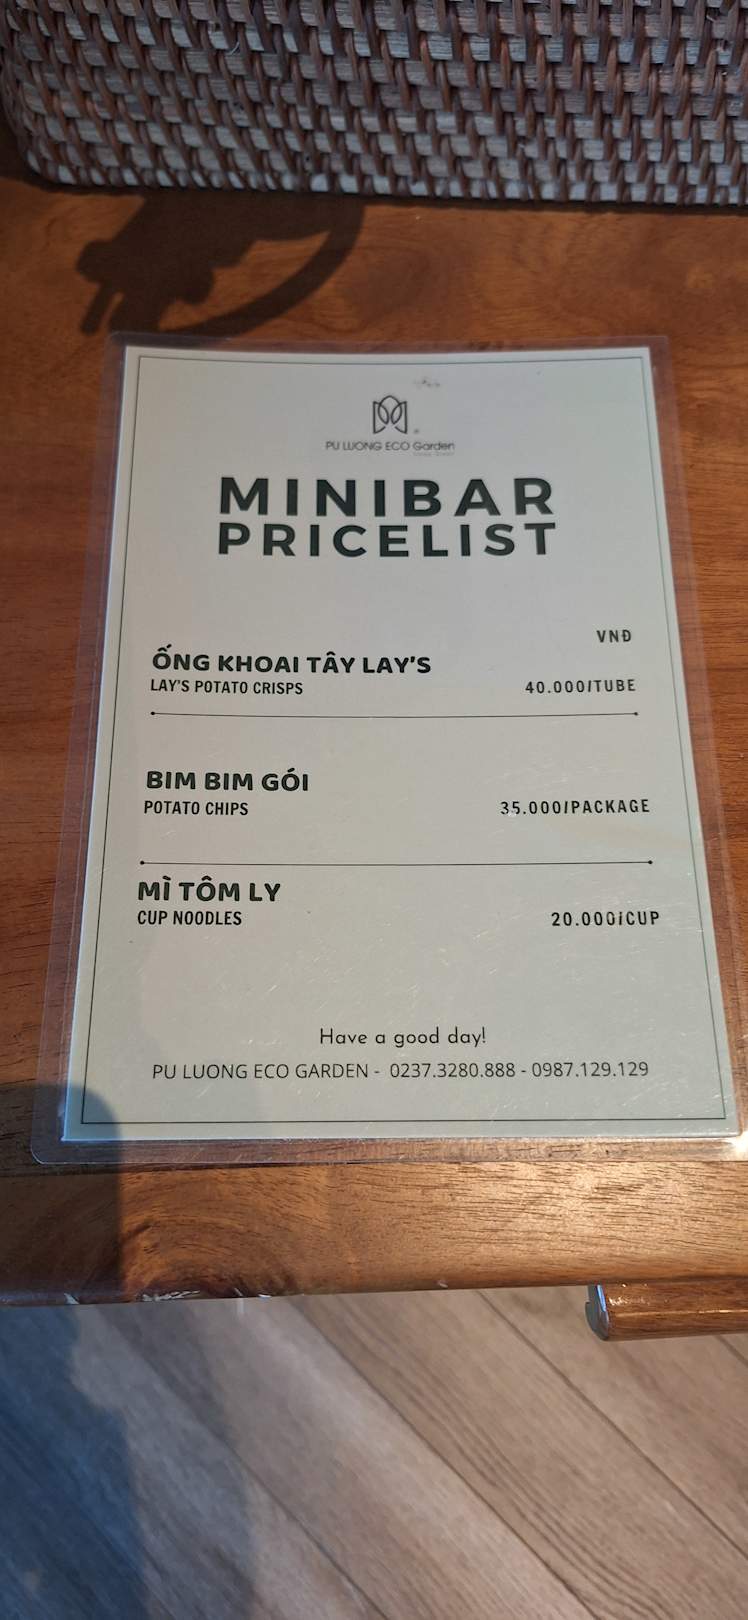 PU LUONG ECO Garden
MINIBAR
PRICELIST
VNĐ
ỐNG KHOAI TÂY LAY'S
LAY'S POTATO CRISPS 40.000/TUBE
BIM BIM GÓI
POTATO CHIPS 35.000/PACKAGE
MÌ TÔM LY
CUP NOODLES 20.000/CUP
Have a good day!
PU LUONG ECO GARDEN - 0237.3280.888 - 0987.129.129